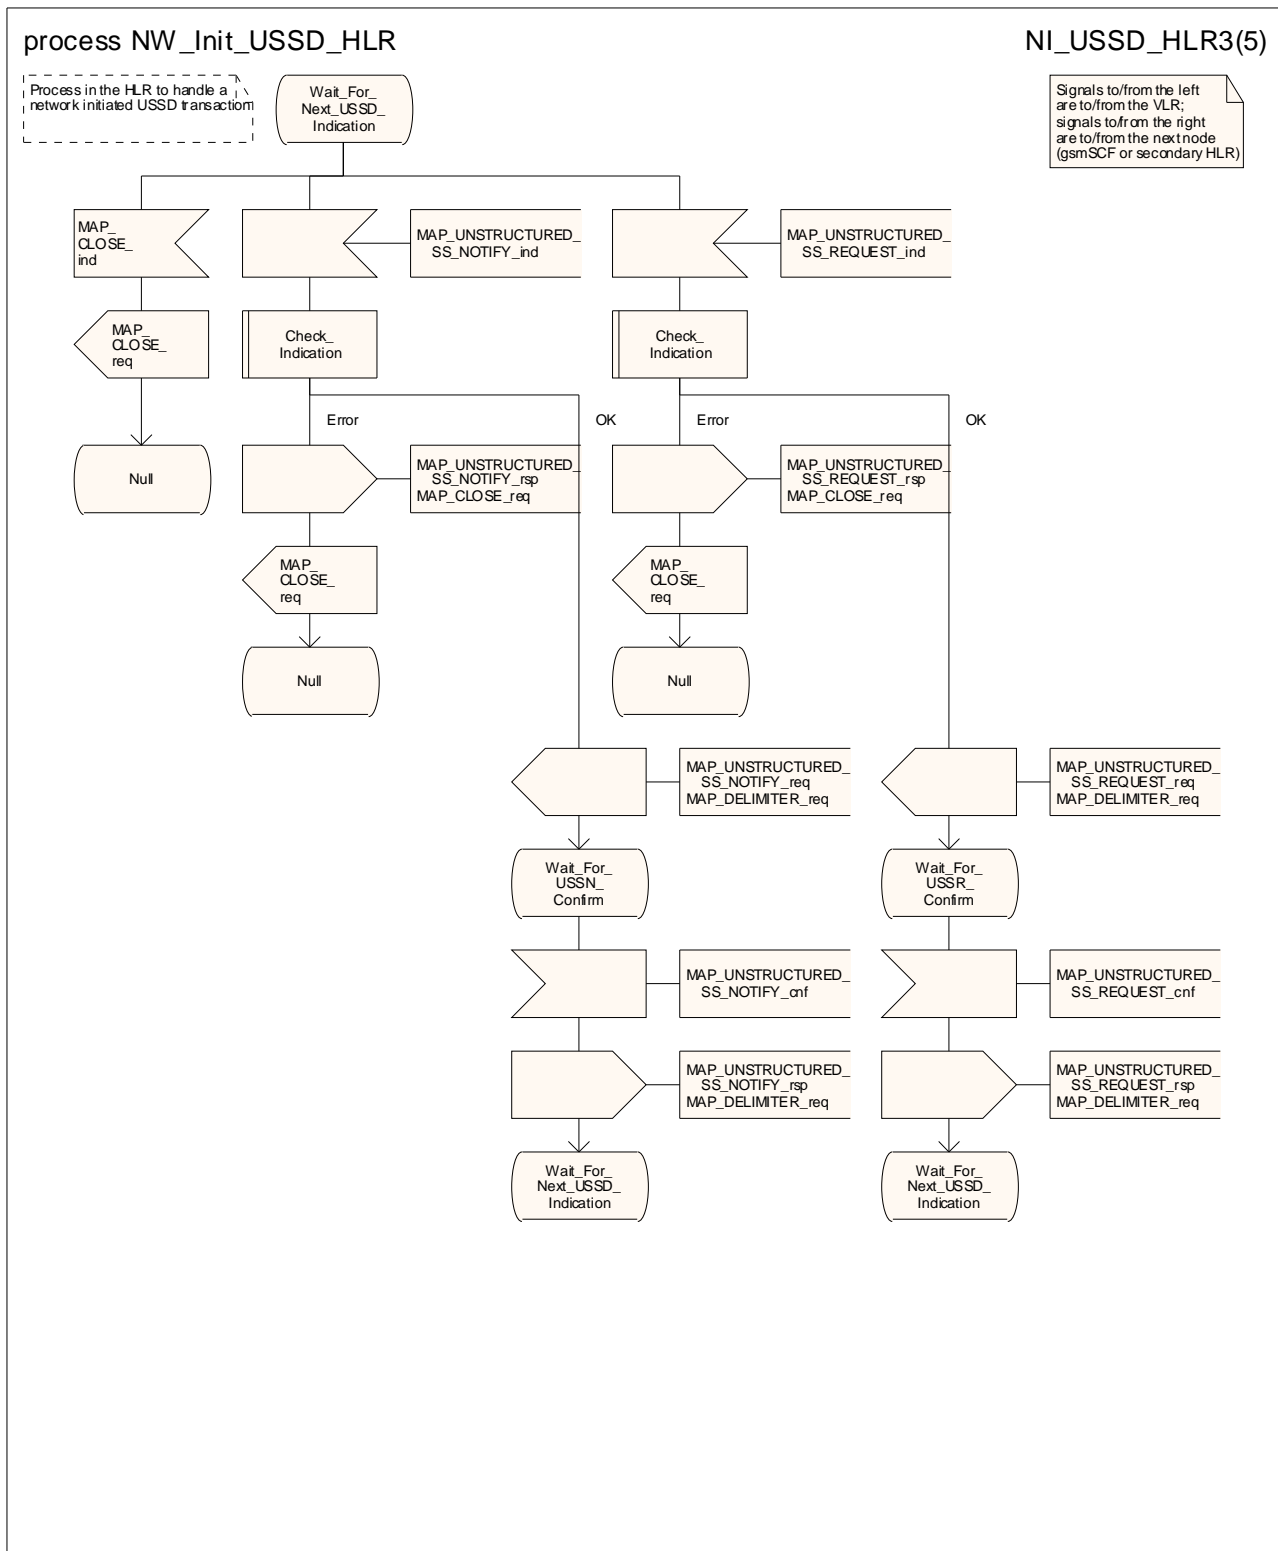 process NW_Init_USSD_HLR
NI_USSD_HLR3(5)
Process in the HLR to handle a
network initiated USSD transaction
Wait_For_
Next_USSD_
Indication
Signals to/from the left
are to/from the VLR;
signals to/from the right
are to/from the next node
(gsmSCF or secondary HLR)
MAP_
CLOSE_
ind
MAP_UNSTRUCTURED_
SS_NOTIFY_ind
MAP_UNSTRUCTURED_
SS_REQUEST_ind
MAP_
CLOSE_
req
Check_
Indication
Check_
Indication
Error
OK
Error
OK
Null
MAP_UNSTRUCTURED_
SS_NOTIFY_rsp
MAP_CLOSE_req
MAP_UNSTRUCTURED_
SS_REQUEST_rsp
MAP_CLOSE_req
MAP_
CLOSE_
req
MAP_
CLOSE_
req
Null
Null
MAP_UNSTRUCTURED_
SS_NOTIFY_req
MAP_DELIMITER_req
MAP_UNSTRUCTURED_
SS_REQUEST_req
MAP_DELIMITER_req
Wait_For_
USSN_
Confirm
Wait_For_
USSR_
Confirm
MAP_UNSTRUCTURED_
SS_NOTIFY_cnf
MAP_UNSTRUCTURED_
SS_REQUEST_cnf
MAP_UNSTRUCTURED_
SS_NOTIFY_rsp
MAP_DELIMITER_req
MAP_UNSTRUCTURED_
SS_REQUEST_rsp
MAP_DELIMITER_req
Wait_For_
Next_USSD_
Indication
Wait_For_
Next_USSD_
Indication